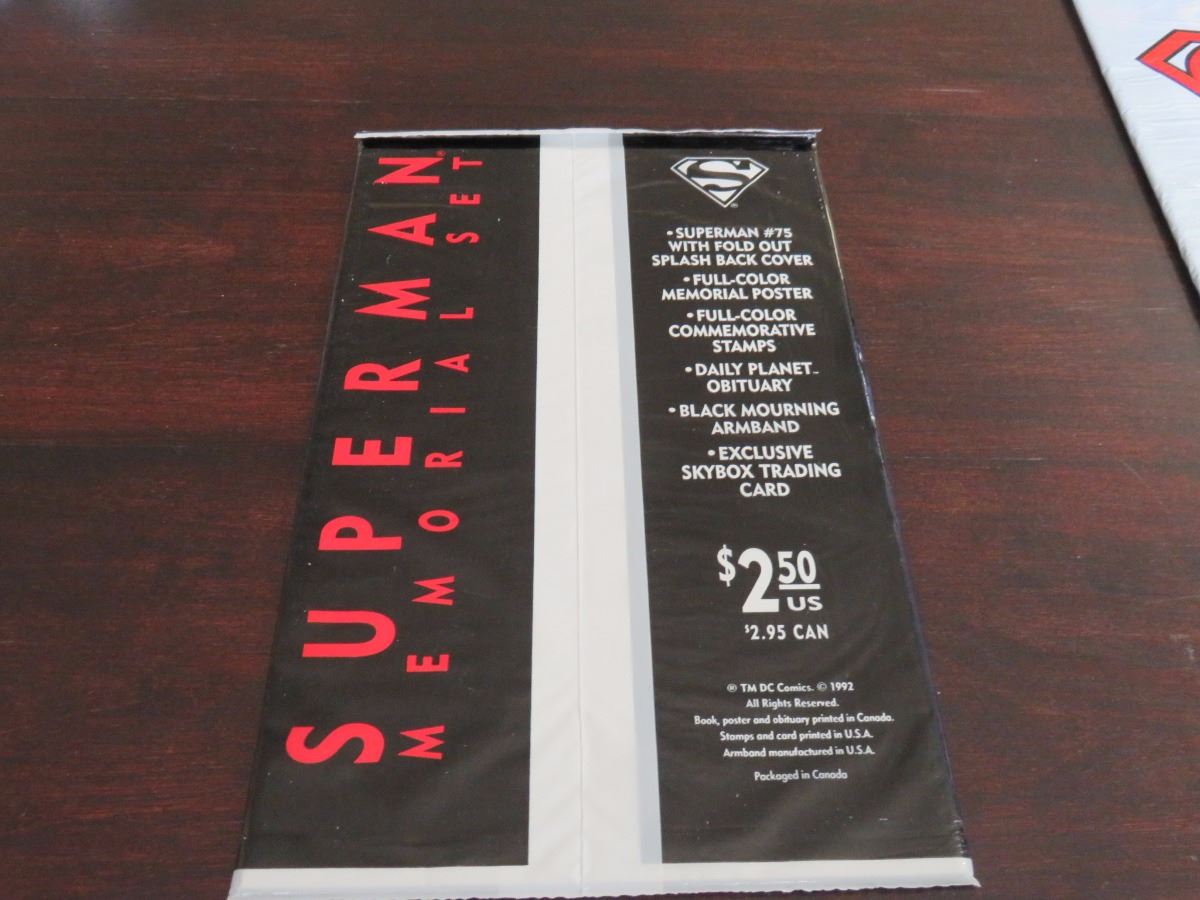 SUPERMAN®
MEMORIAL SET
S
®
• SUPERMAN #75
WITH FOLD OUT
SPLASH BACK COVER
• FULL-COLOR
MEMORIAL POSTER
• FULL-COLOR
COMMEMORATIVE
STAMPS
• DAILY PLANET™
OBITUARY
• BLACK MOURNING
ARMBAND
• EXCLUSIVE
SKYBOX TRADING
CARD
$2.50
US
$2.95 CAN
® TM DC Comics. © 1992
All Rights Reserved.
Book, poster and obituary printed in Canada.
Stamps and card printed in U.S.A.
Armband manufactured in U.S.A.
Packaged in Canada